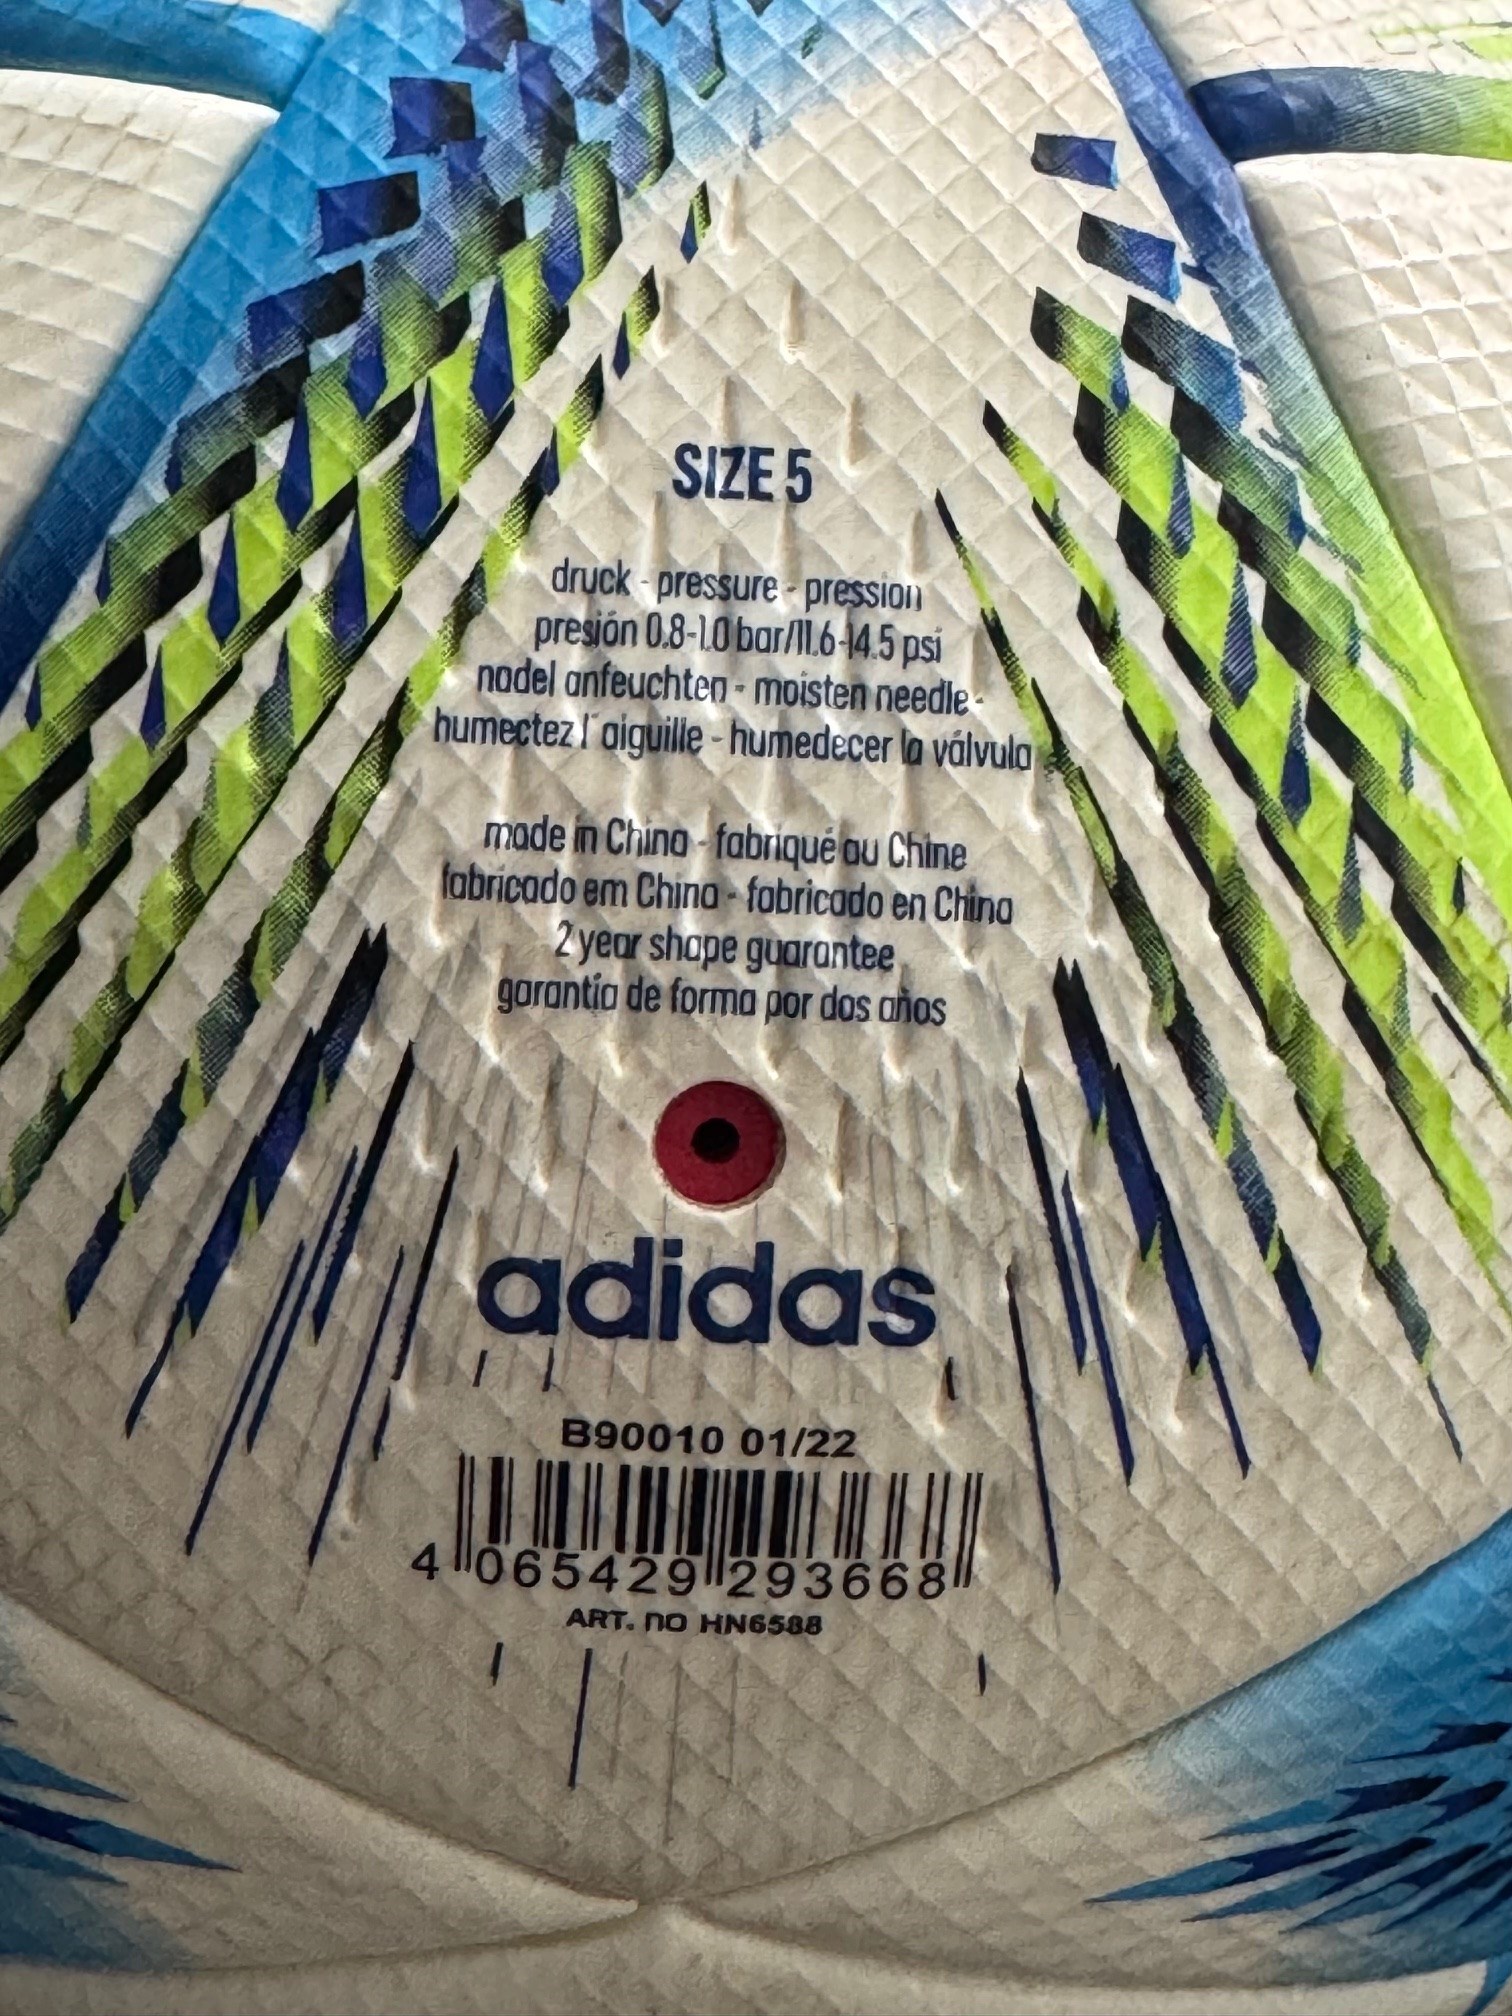 SIZE 5
druck - pressure - pression
presión 0.8-1.0 bar/11.6-14.5 psi
nadel anfeuchten - moisten needle -
humectez l'aiguille - humedecer la válvula
made in China - fabriqué au Chine
fabricado em China - fabricado en China
2 year shape guarantee
garantia de forma por dos años
adidas
B90010 01/22
4 065429 293668
ART. no HN6588